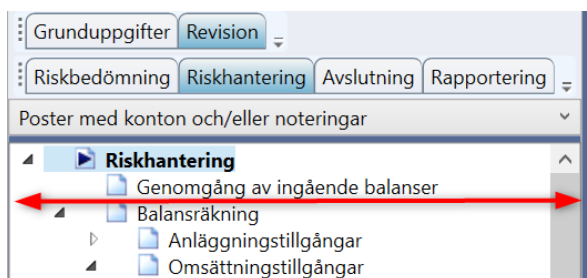 Grunduppgifter Revision
Riskbedömning Riskhantering Avslutning Rapportering
Poster med konton och/eller noteringar
Riskhantering
Genomgång av ingående balanser
Balansräkning
Anläggningstillgångar
Omsättningstillgångar